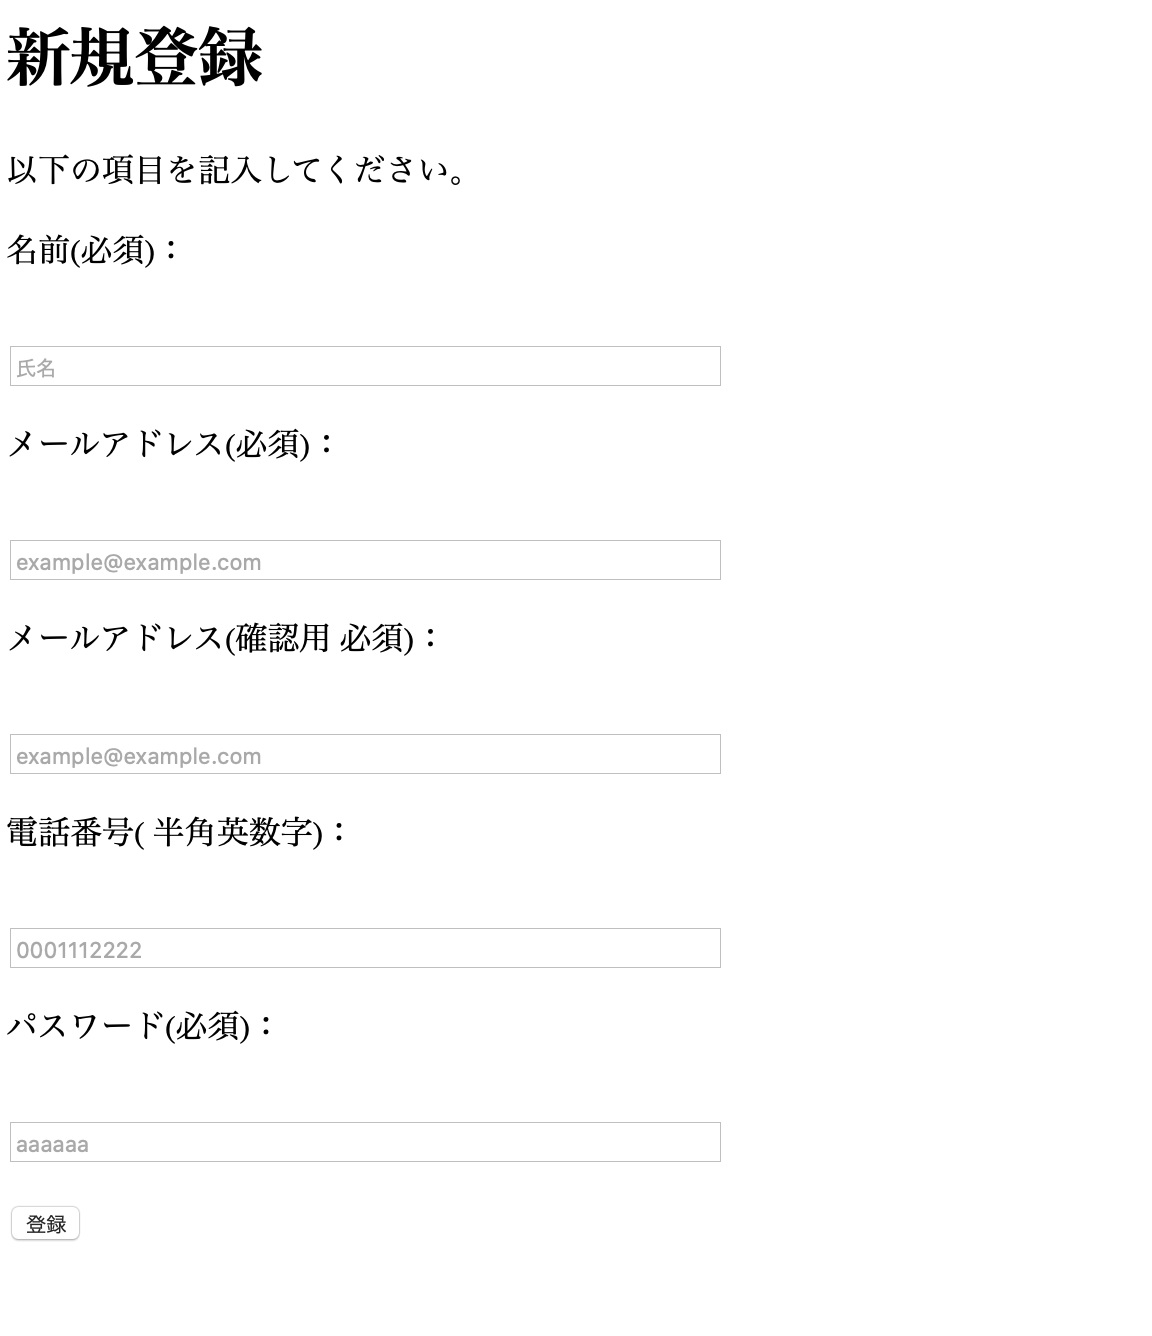 新規登録
以下の項目を記入してください。
名前(必須)：
氏名
メールアドレス(必須)：
example@example.com
メールアドレス(確認用 必須)：
example@example.com
電話番号( 半角英数字)：
0001112222
パスワード(必須)：
aaaaaa
登録